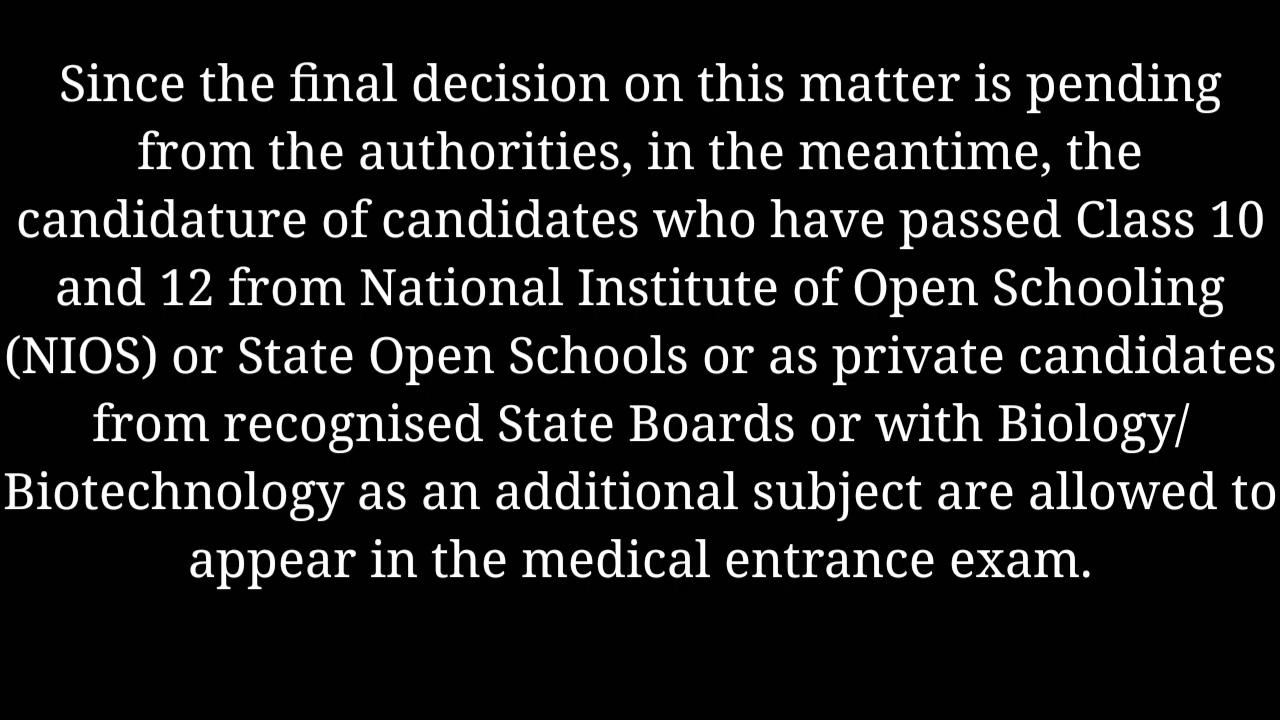 Since the final decision on this matter is pending
from the authorities, in the meantime, the
candidature of candidates who have passed Class 10
and 12 from National Institute of Open Schooling
(NIOS) or State Open Schools or as private candidates
from recognised State Boards or with Biology/
Biotechnology as an additional subject are allowed to
appear in the medical entrance exam.